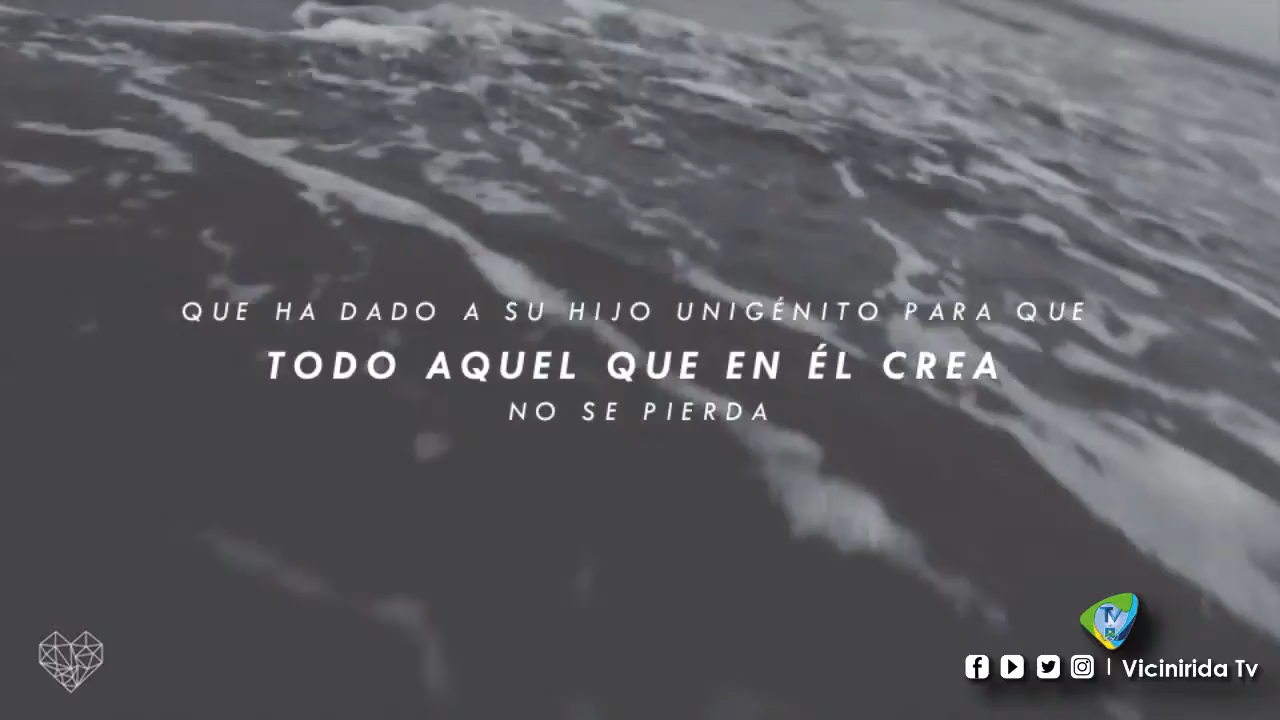 QUE HA DADO A SU HIJO UNIGÉNITO PARA QUE
TODO AQUEL QUE EN ÉL CREA
NO SE PIERDA
TV
| Vicinirida Tv